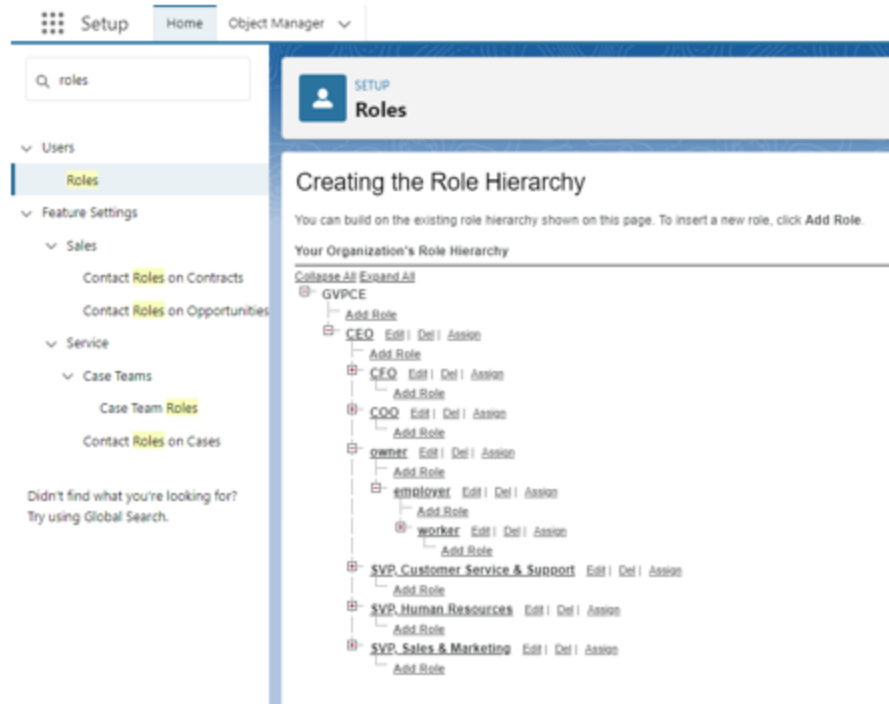 Setup Home Object Manager
roles
Users
Roles
Feature Settings
Sales
Contact Roles on Contracts
Contact Roles on Opportunities
Service
Case Teams
Case Team Roles
Contact Roles on Cases
Didn't find what you're looking for?
Try using Global Search.
SETUP
Roles
Creating the Role Hierarchy
You can build on the existing role hierarchy shown on this page. To insert a new role, click Add Role.
Your Organization's Role Hierarchy
Collapse All Expand All
GVPCE
Add Role
CEO Edit | Del | Assign
Add Role
CFO Edit | Del | Assign
Add Role
COO Edit | Del | Assign
Add Role
owner Edit | Del | Assign
Add Role
employer Edit | Del | Assign
Add Role
worker Edit | Del | Assign
Add Role
SVP, Customer Service & Support Edit | Del | Assign
Add Role
SVP, Human Resources Edit | Del | Assign
Add Role
SVP, Sales & Marketing Edit | Del | Assign
Add Role